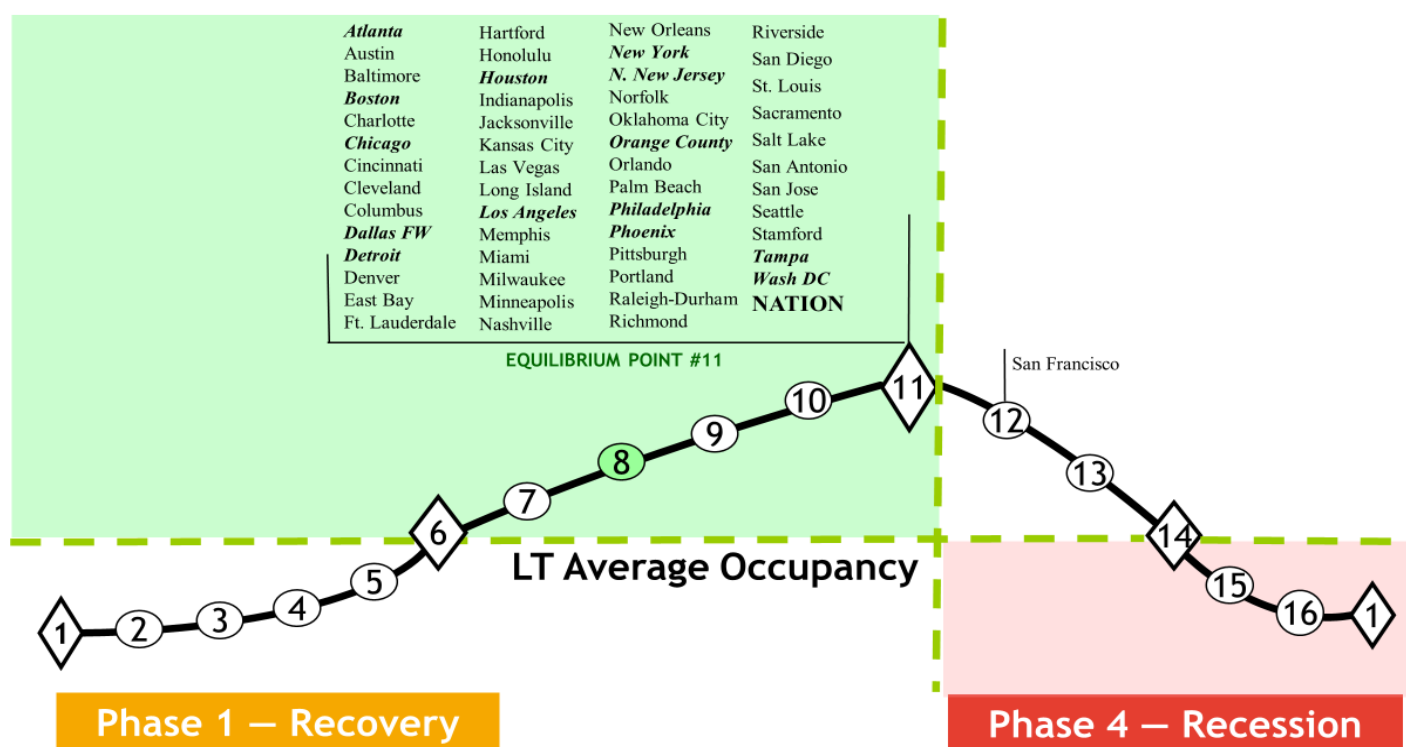 Atlanta
Austin
Baltimore
Boston
Charlotte
Chicago
Cincinnati
Cleveland
Columbus
Dallas FW
Detroit
Denver
East Bay
Ft. Lauderdale
Hartford
Honolulu
Houston
Indianapolis
Jacksonville
Kansas City
Las Vegas
Long Island
Los Angeles
Memphis
Miami
Milwaukee
Minneapolis
Nashville
New Orleans
New York
N. New Jersey
Norfolk
Oklahoma City
Orange County
Orlando
Palm Beach
Philadelphia
Phoenix
Pittsburgh
Portland
Raleigh-Durham
Richmond
Riverside
San Diego
St. Louis
Sacramento
Salt Lake
San Antonio
San Jose
Seattle
Stamford
Tampa
Wash DC
NATION
EQUILIBRIUM POINT #11
San Francisco
1
2
3
4
5
6
7
8
9
10
11
12
13
14
15
16
1
LT Average Occupancy
Phase 1 — Recovery
Phase 4 — Recession